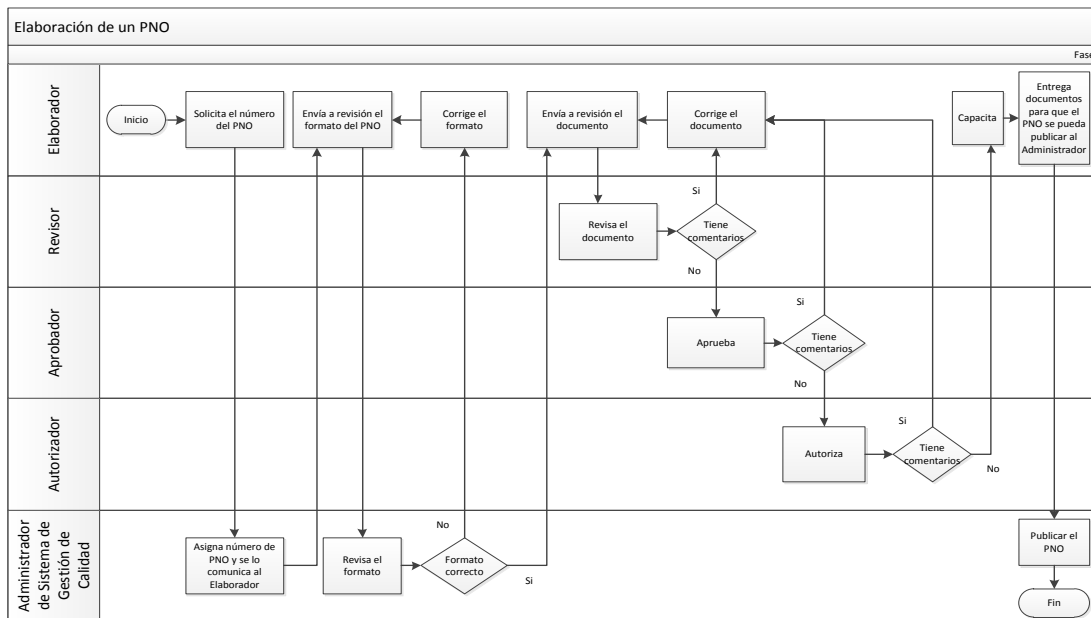 Elaboración de un PNO
Fase
Elaborador
Inicio
Solicita el número
del PNO
Envía a revisión el
formato del PNO
Corrige el
formato
Envía a revisión el
documento
Corrige el
documento
Capacita
Entrega
documentos
para que el
PNO se pueda
publicar al
Administrador
Revisor
Revisa el
documento
Si
Tiene
comentarios
No
Aprobador
Aprueba
Si
Tiene
comentarios
No
Autorizador
Autoriza
Si
Tiene
comentarios
No
Administrador
de Sistema de
Gestión de
Calidad
Asigna número de
PNO y se lo
comunica al
Elaborador
Revisa el
formato
No
Formato
correcto
Si
Publicar el
PNO
Fin